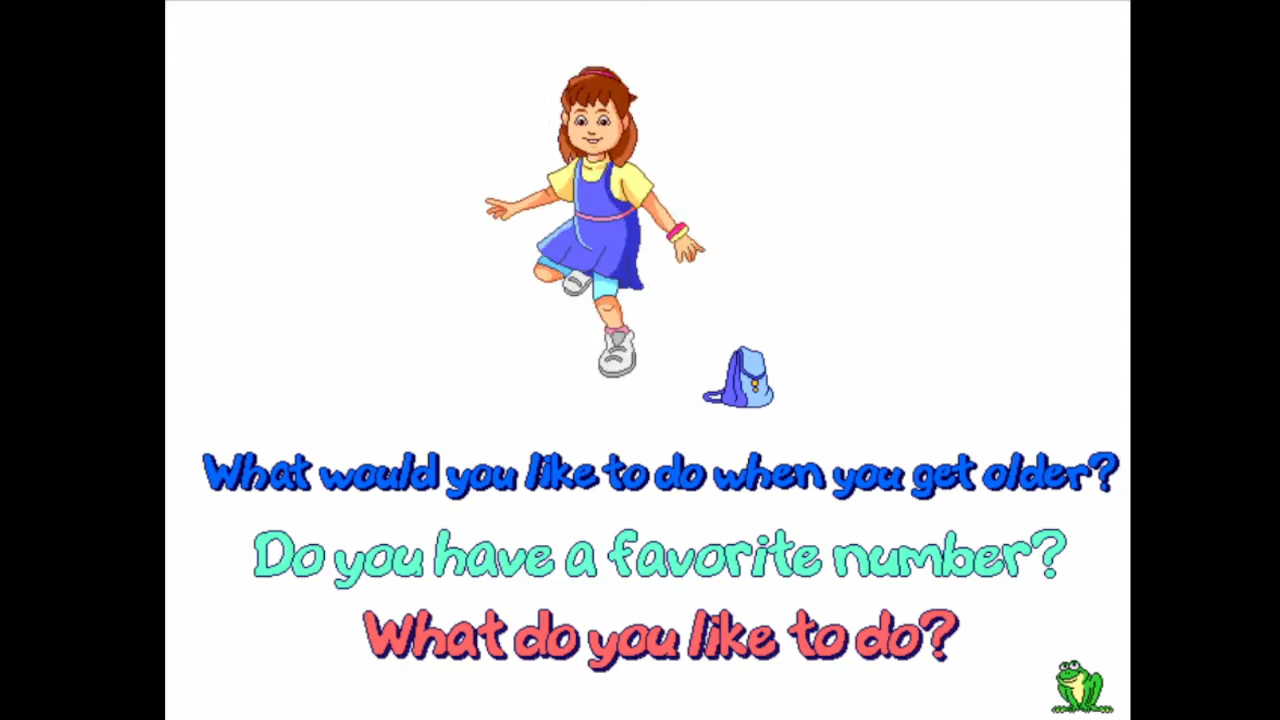 What would you like to do when you get older?
Do you have a favorite number?
What do you like to do?